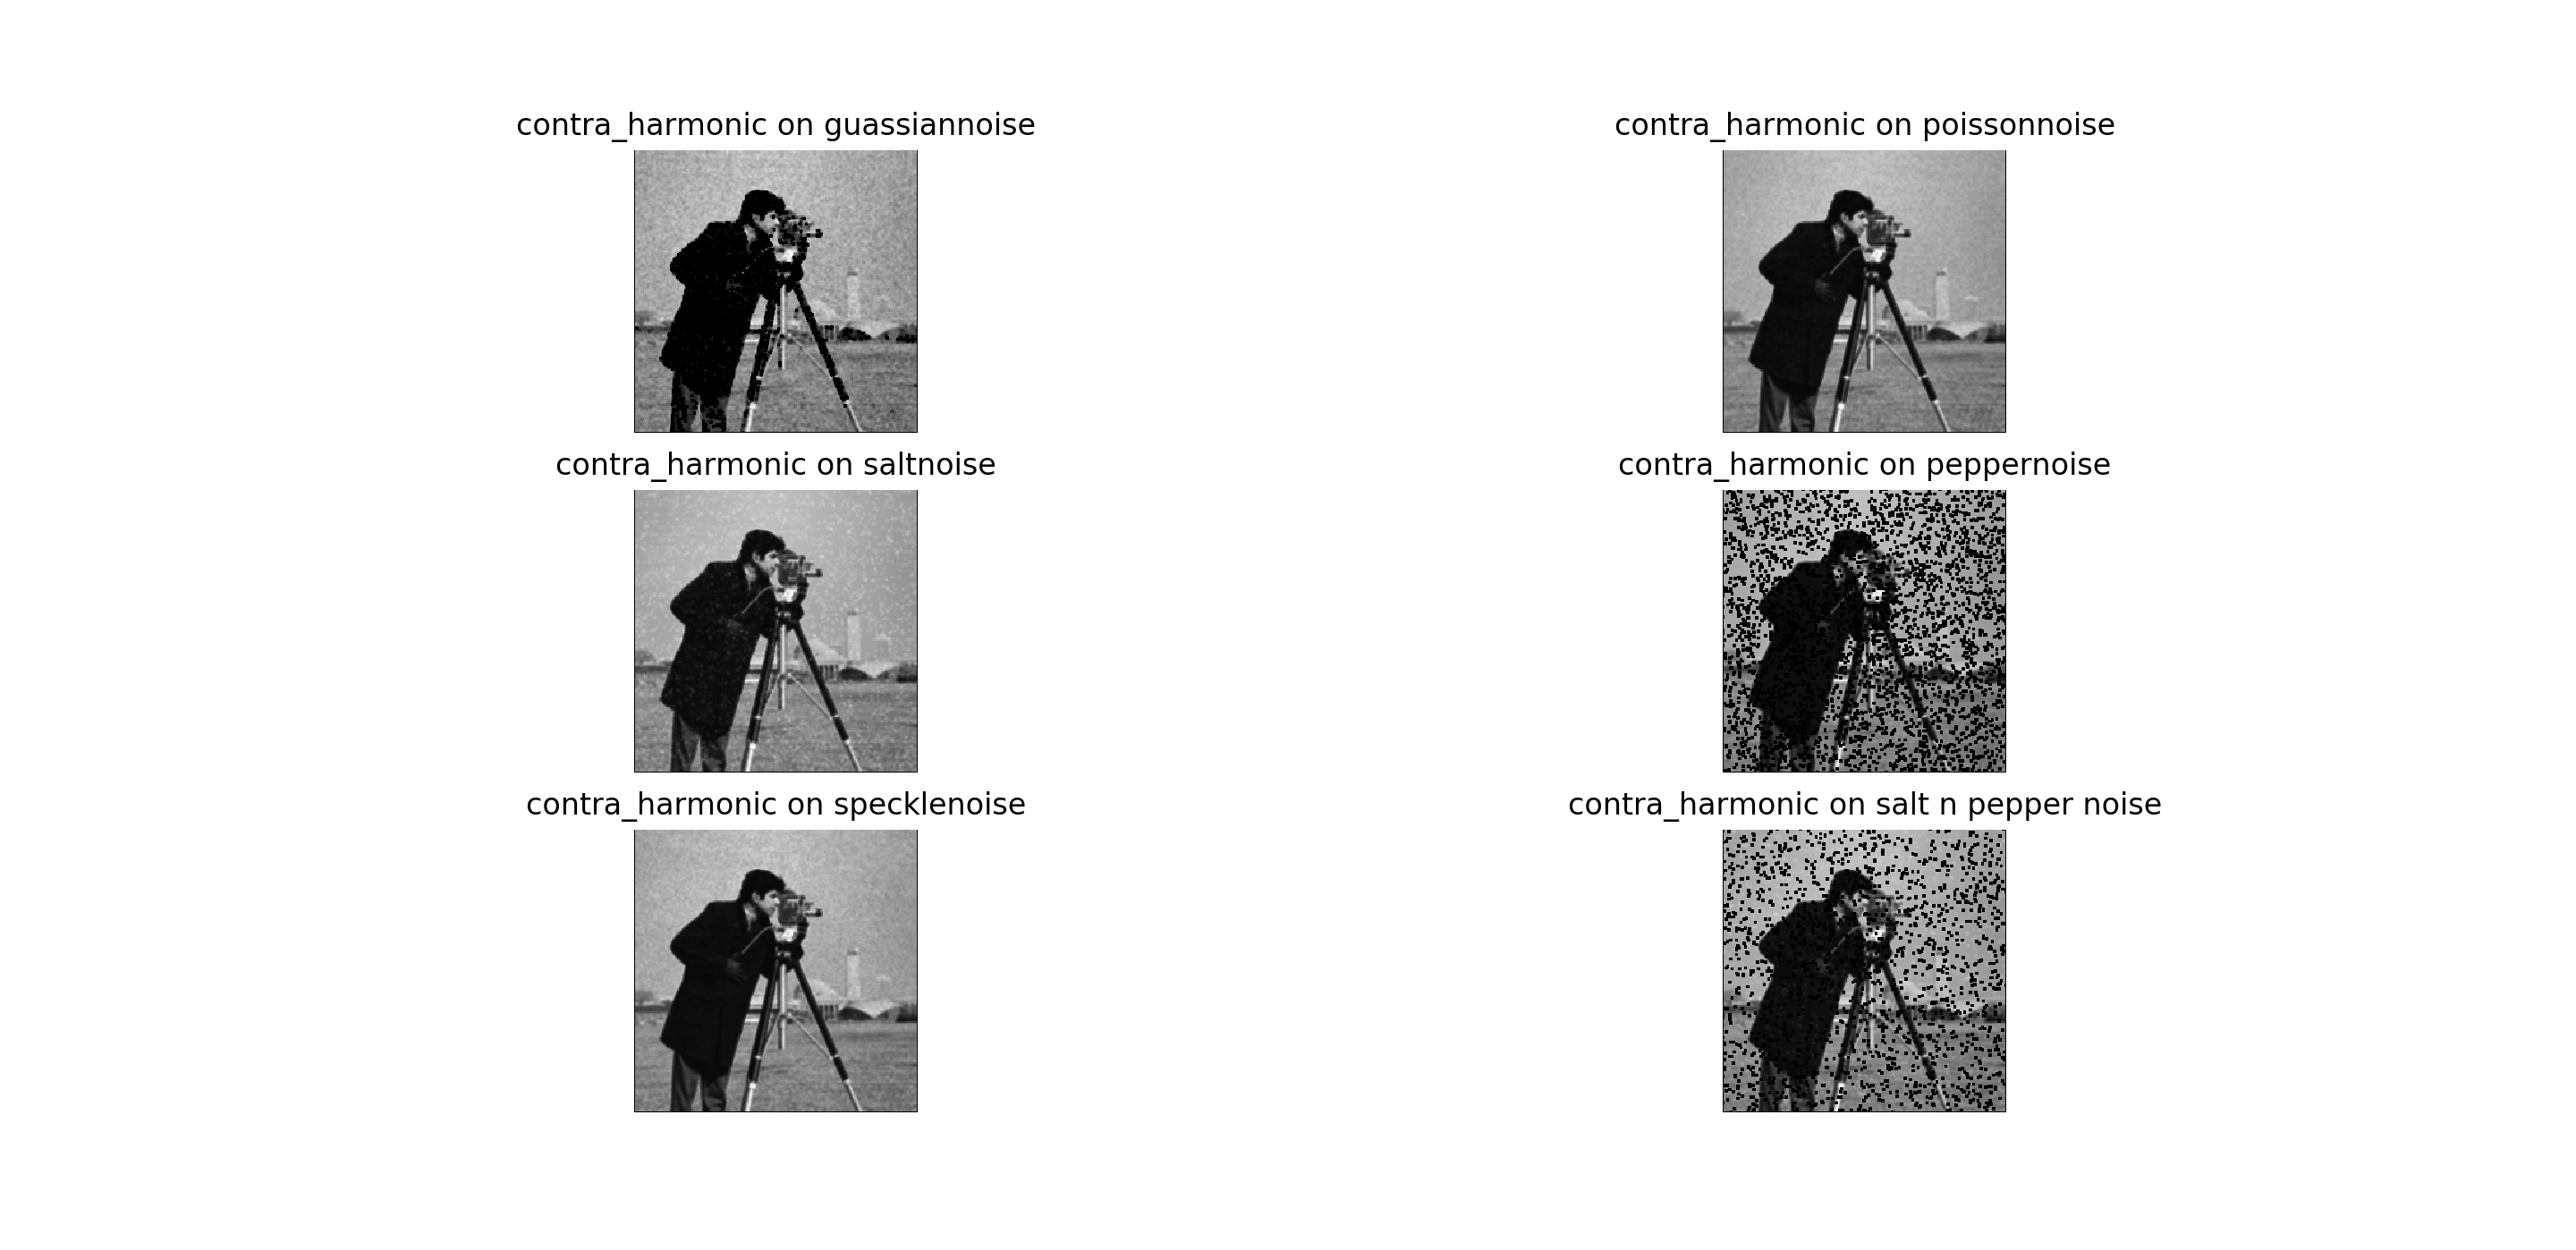 contra_harmonic on guassiannoise
contra_harmonic on poissonnoise
contra_harmonic on saltnoise
contra_harmonic on peppernoise
contra_harmonic on specklenoise
contra_harmonic on salt n pepper noise